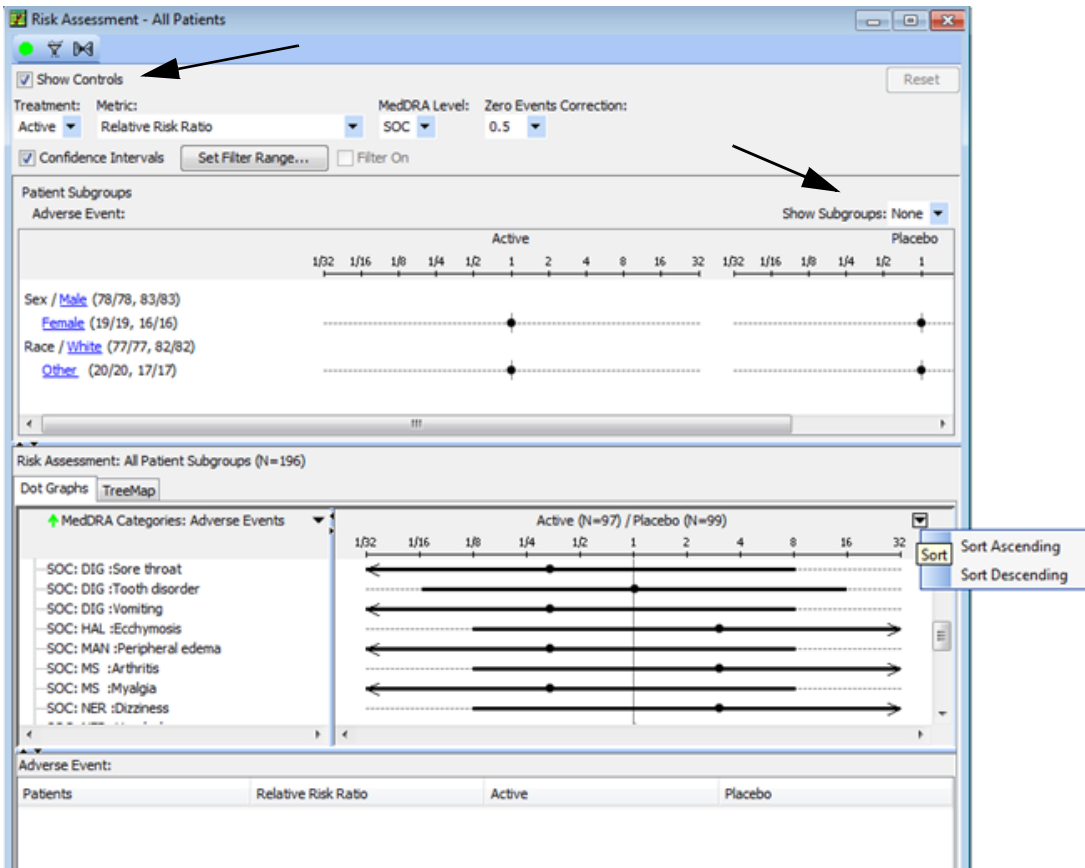 Risk Assessment - All Patients
Show Controls
Reset
Treatment: Metric: MedDRA Level: Zero Events Correction:
Active Relative Risk Ratio SOC 0.5
Confidence Intervals Set Filter Range... Filter On
Patient Subgroups
Adverse Event: Show Subgroups: None
Active Placebo
1/32 1/16 1/8 1/4 1/2 1 2 4 8 16 32 1/32 1/16 1/8 1/4 1/2 1
Sex / Male (78/78, 83/83)
Female (19/19, 16/16)
Race / White (77/77, 82/82)
Other (20/20, 17/17)
Risk Assessment: All Patient Subgroups (N=196)
Dot Graphs TreeMap
MedDRA Categories: Adverse Events Active (N=97) / Placebo (N=99)
1/32 1/16 1/8 1/4 1/2 1 2 4 8 16 32
Sort Sort Ascending
Sort Descending
SOC: DIG :Sore throat
SOC: DIG :Tooth disorder
SOC: DIG :Vomiting
SOC: HAL :Ecchymosis
SOC: MAN :Peripheral edema
SOC: MS :Arthritis
SOC: MS :Myalgia
SOC: NER :Dizziness
Adverse Event:
Patients Relative Risk Ratio Active Placebo